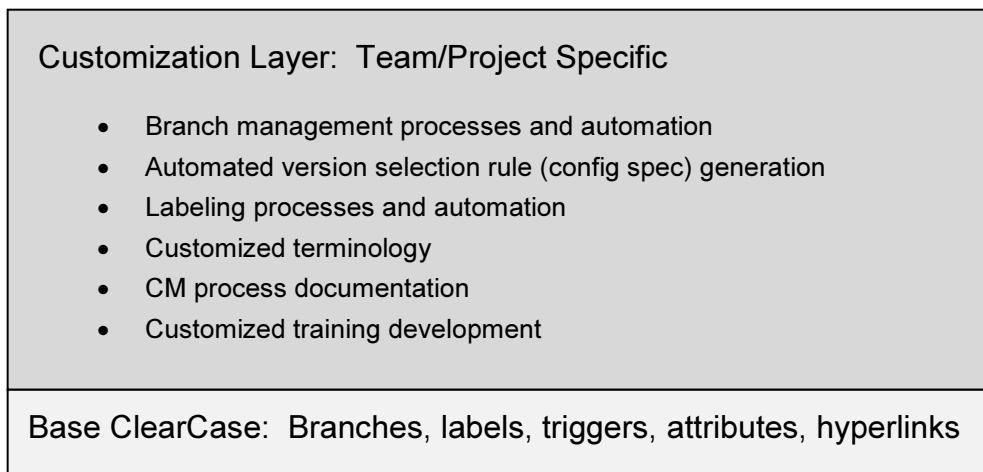 Customization Layer:  Team/Project Specific
• Branch management processes and automation
• Automated version selection rule (config spec) generation
• Labeling processes and automation
• Customized terminology
• CM process documentation
• Customized training development
Base ClearCase:  Branches, labels, triggers, attributes, hyperlinks